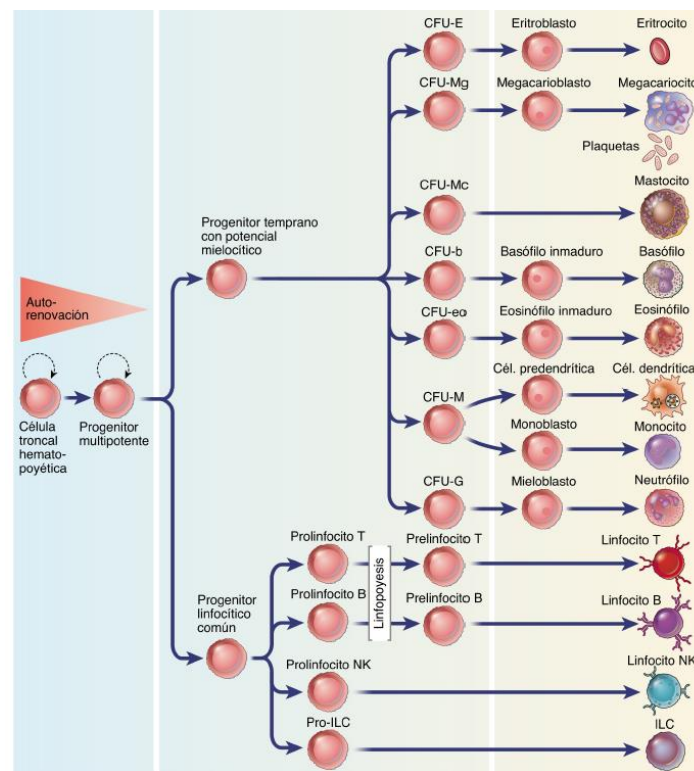 CFU-E
Eritroblasto
Eritrocito
CFU-Mg
Megacarioblasto
Megacariocito
Plaquetas
CFU-Mc
Mastocito
Progenitor temprano
con potencial
mielocítico
CFU-b
Basófilo inmaduro
Basófilo
Auto-
renovación
CFU-eo
Eosinófilo inmaduro
Eosinófilo
Célula
troncal
hemato-
poyética
Progenitor
multipotente
CFU-M
Cél. predendrítica
Cél. dendrítica
Monoblasto
Monocito
CFU-G
Mieloblasto
Neutrófilo
Progenitor
linfocítico
común
Prolinfocito T
Linfopoyesis
Prelinfocito T
Linfocito T
Prolinfocito B
Prelinfocito B
Linfocito B
Prolinfocito NK
Linfocito NK
Pro-ILC
ILC